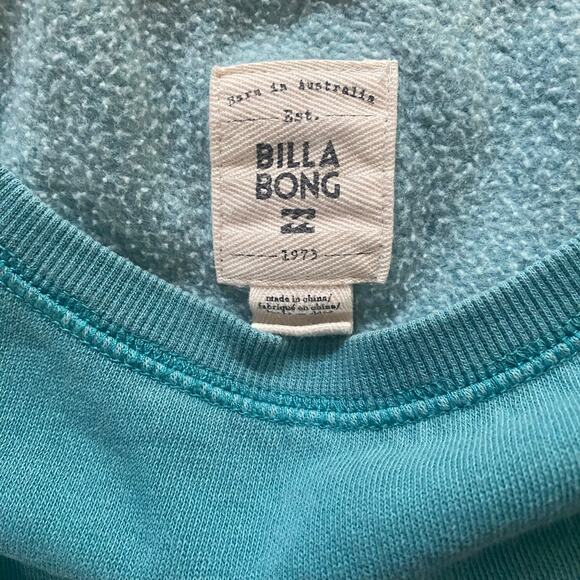 Born in Australia
Est.
BILLA
BONG
1973
made in china/
fabriqué en chine/